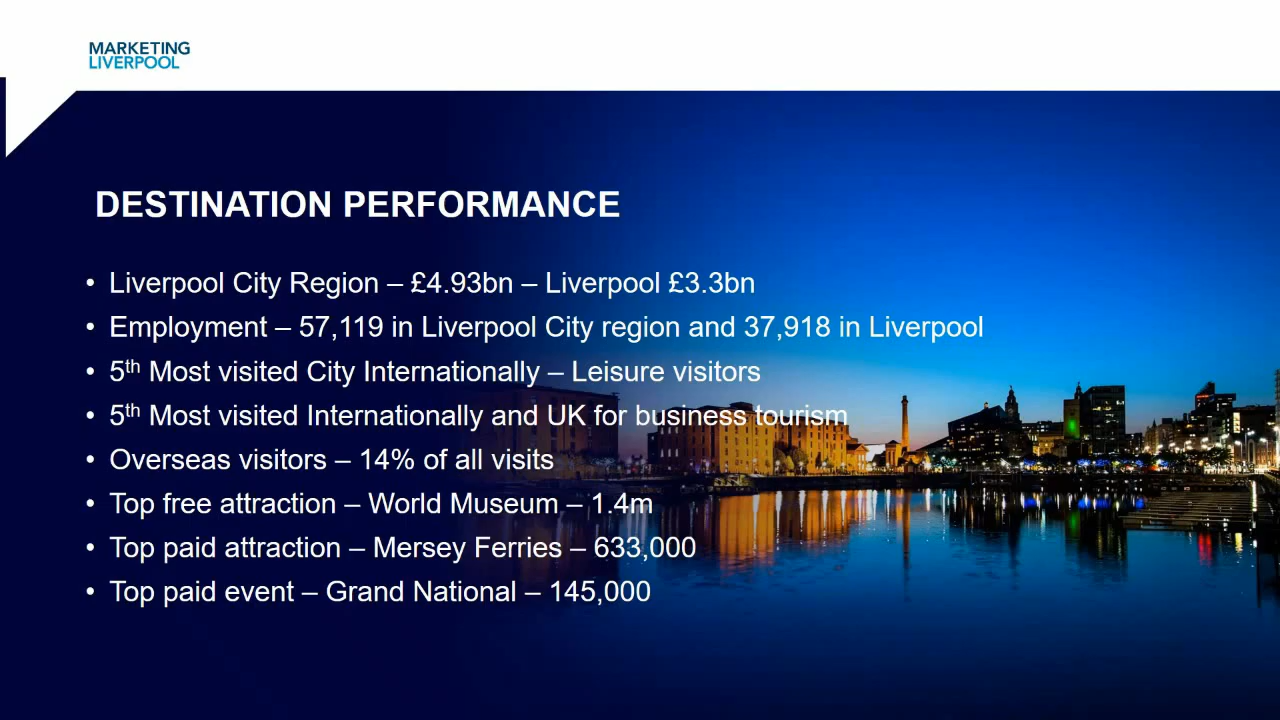 MARKETING
LIVERPOOL
DESTINATION PERFORMANCE
• Liverpool City Region – £4.93bn – Liverpool £3.3bn
• Employment – 57,119 in Liverpool City region and 37,918 in Liverpool
• 5th Most visited City Internationally – Leisure visitors
• 5th Most visited Internationally and UK for business tourism
• Overseas visitors – 14% of all visits
• Top free attraction – World Museum – 1.4m
• Top paid attraction – Mersey Ferries – 633,000
• Top paid event – Grand National – 145,000